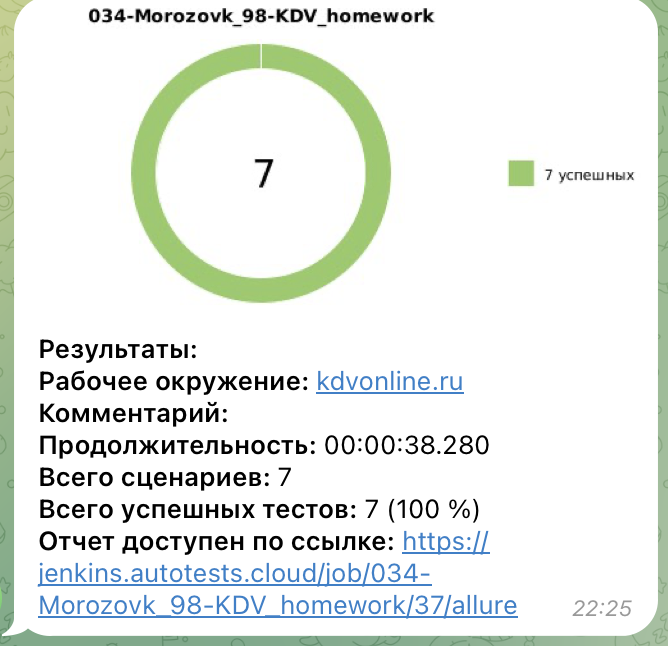 034-Morozovk_98-KDV_homework
7
7 успешных
Результаты:
Рабочее окружение: kdvonline.ru
Комментарий:
Продолжительность: 00:00:38.280
Всего сценариев: 7
Всего успешных тестов: 7 (100 %)
Отчет доступен по ссылке: https://
jenkins.autotests.cloud/job/034-
Morozovk_98-KDV_homework/37/allure
22:25